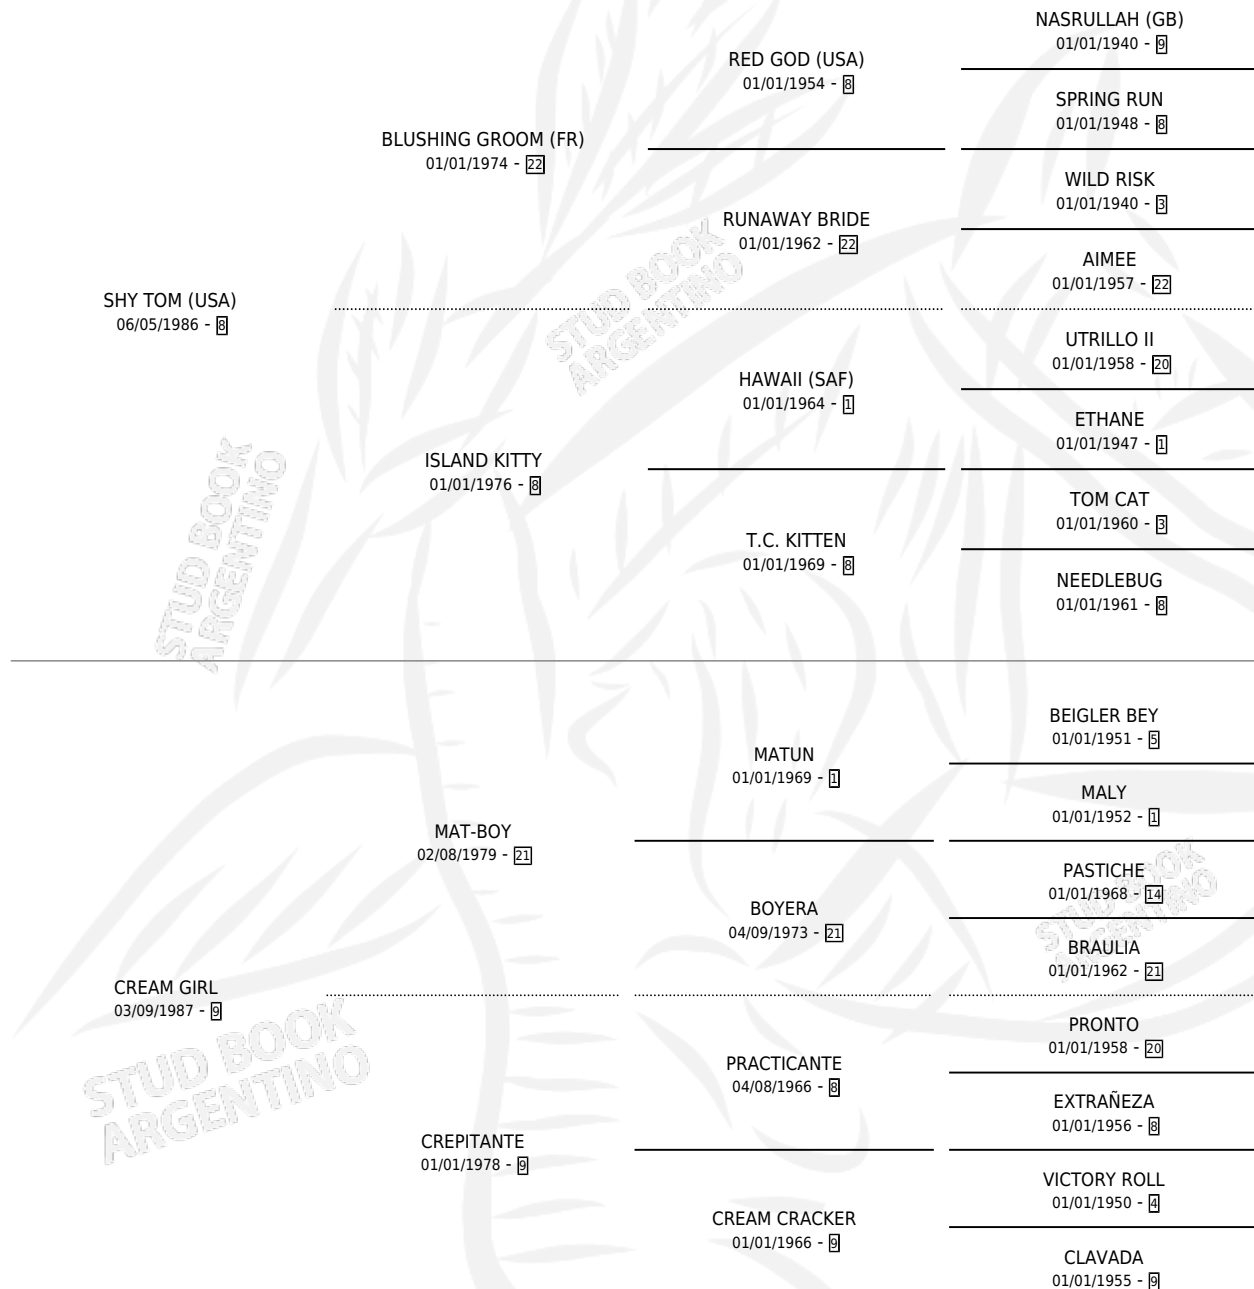 NASRULLAH (GB)
01/01/1940 - 9
RED GOD (USA)
01/01/1954 - 8
SPRING RUN
01/01/1948 - 8
BLUSHING GROOM (FR)
01/01/1974 - 22
WILD RISK
01/01/1940 - 3
RUNAWAY BRIDE
01/01/1962 - 22
AIMEE
01/01/1957 - 22
SHY TOM (USA)
06/05/1986 - 8
UTRILLO II
01/01/1958 - 20
HAWAII (SAF)
01/01/1964 - 1
ETHANE
01/01/1947 - 1
ISLAND KITTY
01/01/1976 - 8
TOM CAT
01/01/1960 - 3
T.C. KITTEN
01/01/1969 - 8
NEEDLEBUG
01/01/1961 - 8
BEIGLER BEY
01/01/1951 - 5
MATUN
01/01/1969 - 1
MALY
01/01/1952 - 1
MAT-BOY
02/08/1979 - 21
PASTICHE
01/01/1968 - 14
BOYERA
04/09/1973 - 21
BRAULIA
01/01/1962 - 21
CREAM GIRL
03/09/1987 - 9
PRONTO
01/01/1958 - 20
PRACTICANTE
04/08/1966 - 8
EXTRAÑEZA
01/01/1956 - 8
CREPITANTE
01/01/1978 - 9
VICTORY ROLL
01/01/1950 - 4
CREAM CRACKER
01/01/1966 - 9
CLAVADA
01/01/1955 - 9
STUD BOOK
ARGENTINO
STUD BOOK
ARGENTINO
STUD BOOK
ARGENTINO
STUD BOOK
ARGENTINO